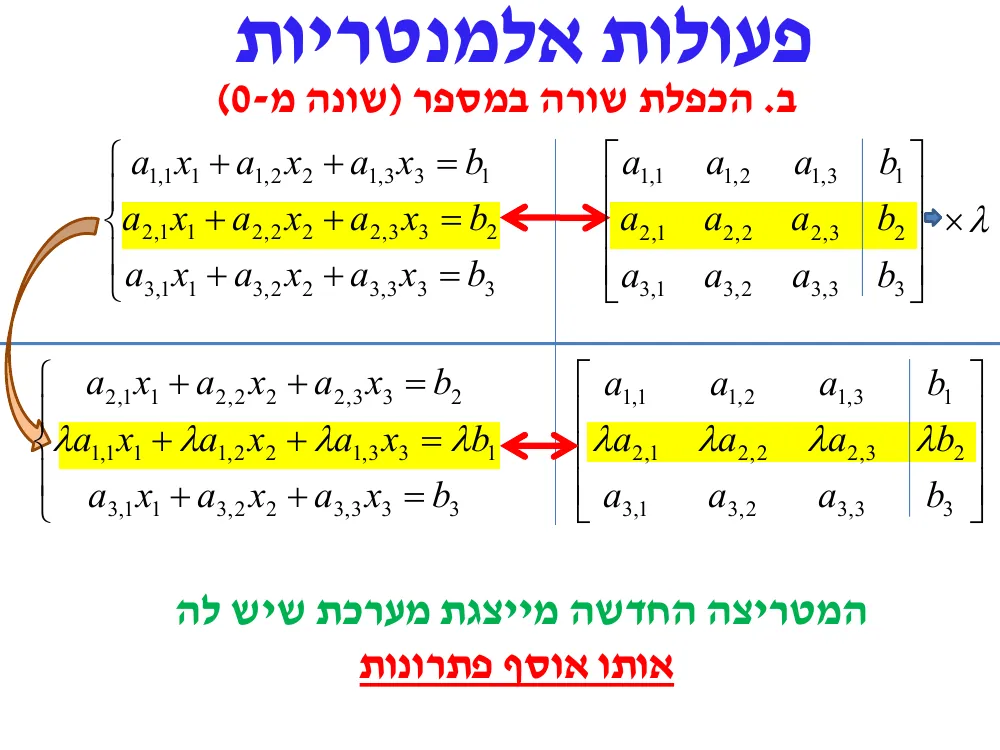 פעולות אלמנטריות
ב. הכפלת שורה במספר (שונה מ-0)
a₁,₁x₁ + a₁,₂x₂ + a₁,₃x₃ = b₁
a₂,₁x₁ + a₂,₂x₂ + a₂,₃x₃ = b₂
a₃,₁x₁ + a₃,₂x₂ + a₃,₃x₃ = b₃
a₁,₁ a₁,₂ a₁,₃ b₁
a₂,₁ a₂,₂ a₂,₃ b₂ × λ
a₃,₁ a₃,₂ a₃,₃ b₃
a₂,₁x₁ + a₂,₂x₂ + a₂,₃x₃ = b₂
λa₁,₁x₁ + λa₁,₂x₂ + λa₁,₃x₃ = λb₁
a₃,₁x₁ + a₃,₂x₂ + a₃,₃x₃ = b₃
a₁,₁ a₁,₂ a₁,₃ b₁
λa₂,₁ λa₂,₂ λa₂,₃ λb₂
a₃,₁ a₃,₂ a₃,₃ b₃
המטריצה החדשה מייצגת מערכת שיש לה
אותו אוסף פתרונות